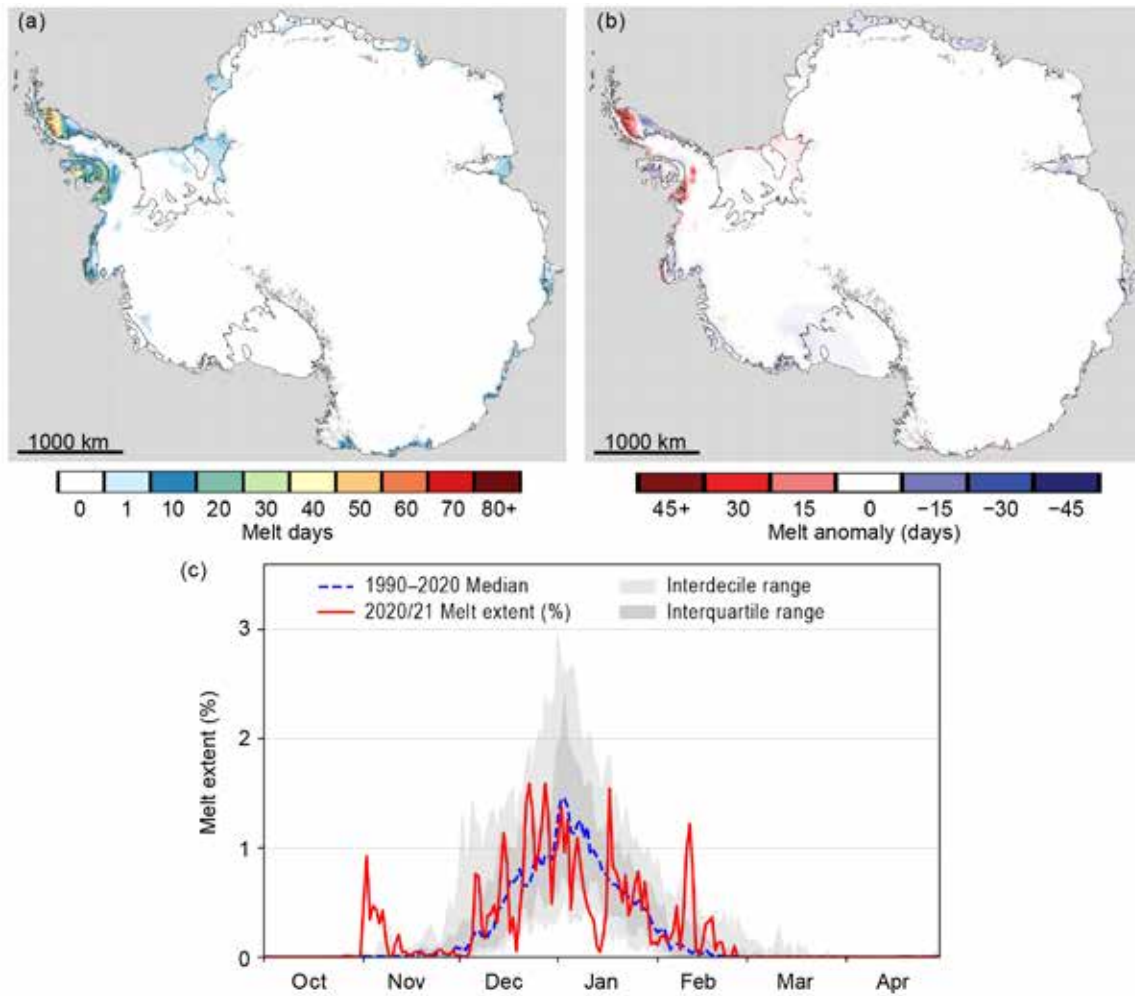 (a)
(b)
1000 km
1000 km
0 1 10 20 30 40 50 60 70 80+
Melt days
45+ 30 15 0 −15 −30 −45
Melt anomaly (days)
(c)
1990–2020 Median
Interdecile range
2020/21 Melt extent (%)
Interquartile range
3
2
1
0
Melt extent (%)
Oct Nov Dec Jan Feb Mar Apr